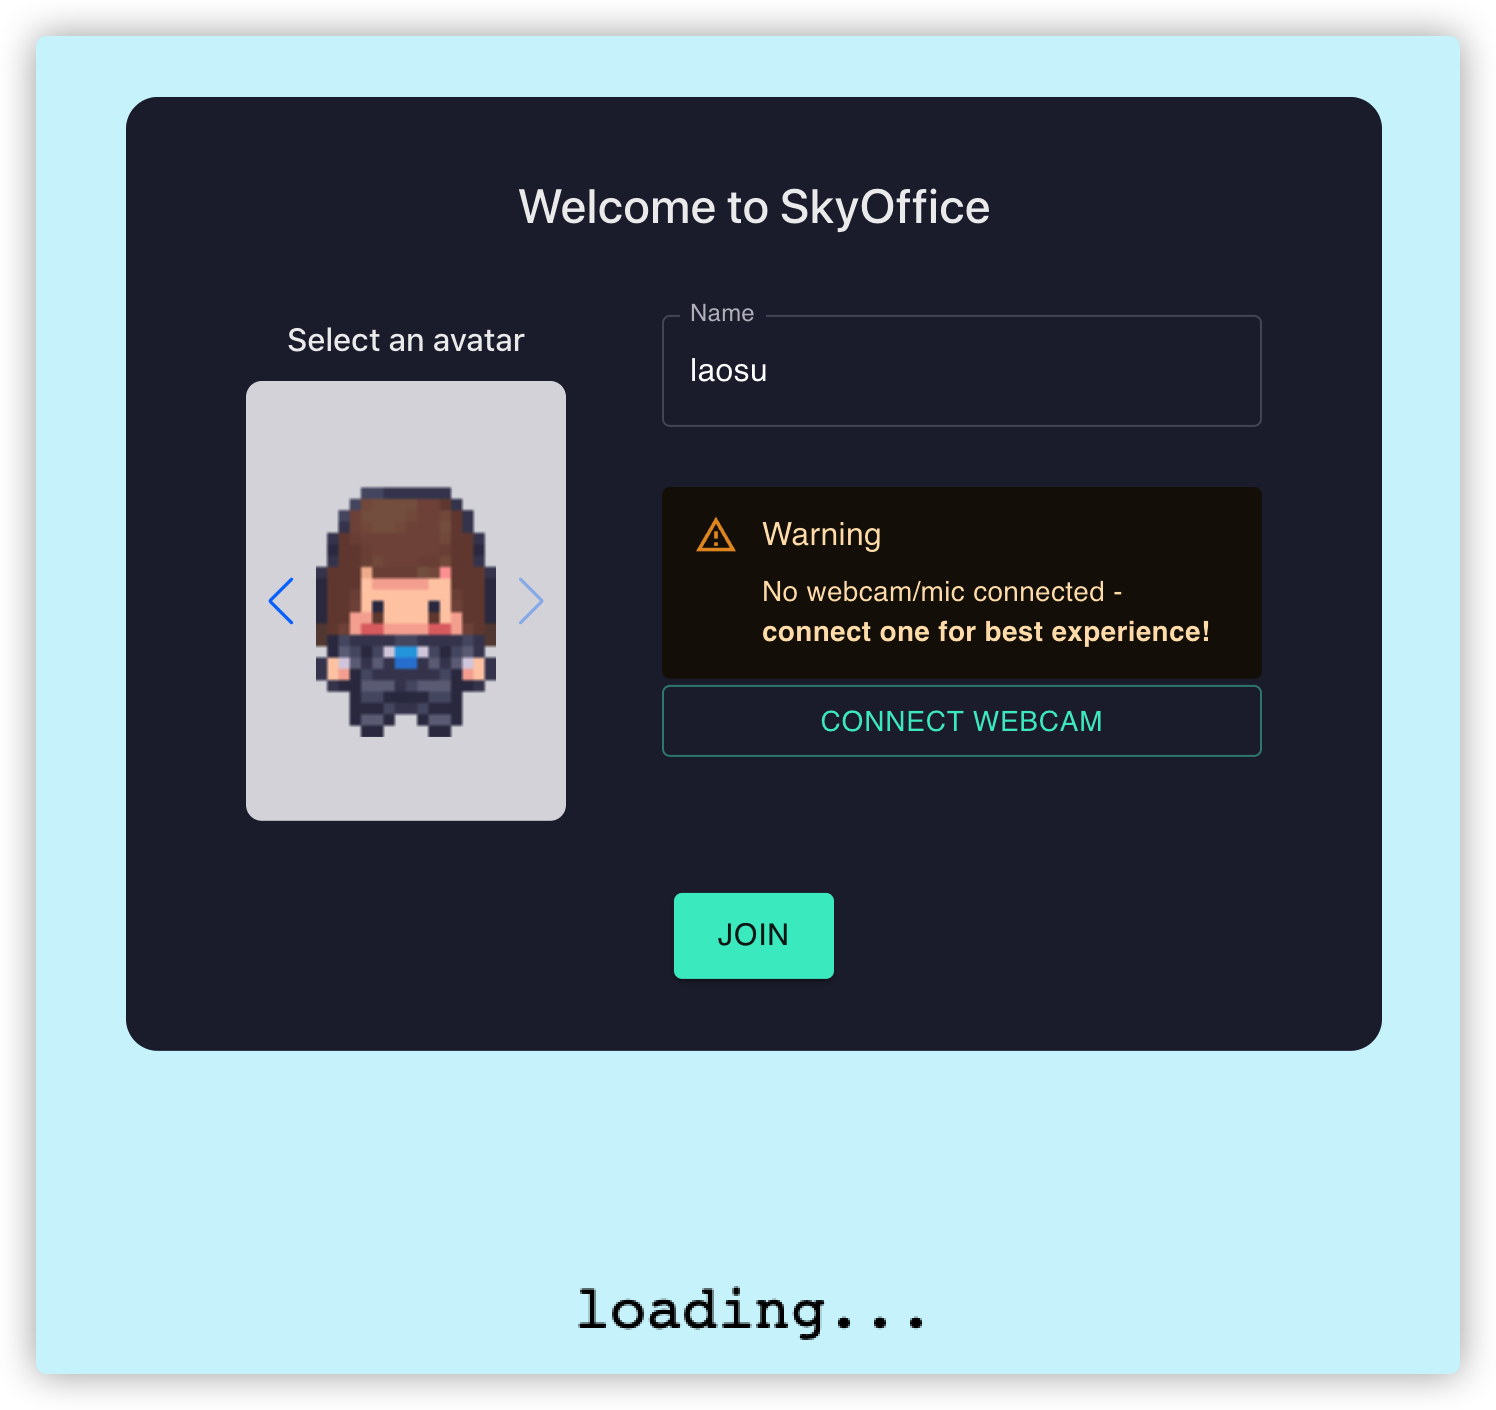 Welcome to SkyOffice
Select an avatar
Name
laosu
Warning
No webcam/mic connected -
connect one for best experience!
CONNECT WEBCAM
JOIN
loading...